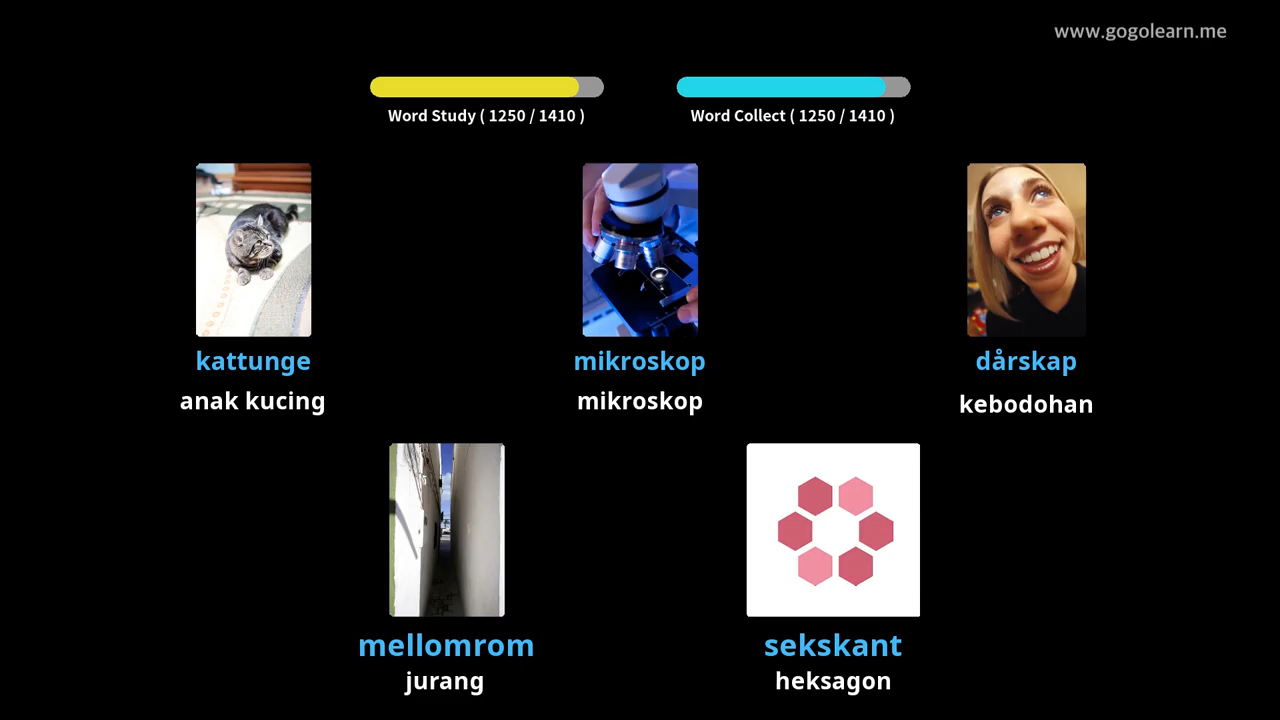 www.gogolearn.me
Word Study ( 1250 / 1410 )
Word Collect ( 1250 / 1410 )
kattunge
anak kucing
mikroskop
mikroskop
dårskap
kebodohan
mellomrom
jurang
sekskant
heksagon